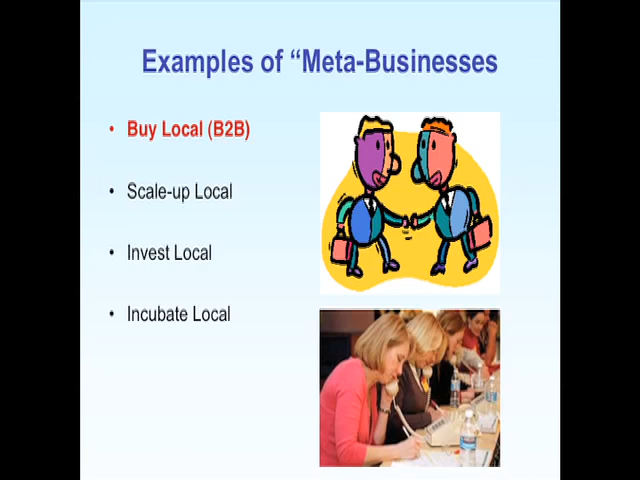 Examples of “Meta-Businesses
• Buy Local (B2B)
• Scale-up Local
• Invest Local
• Incubate Local